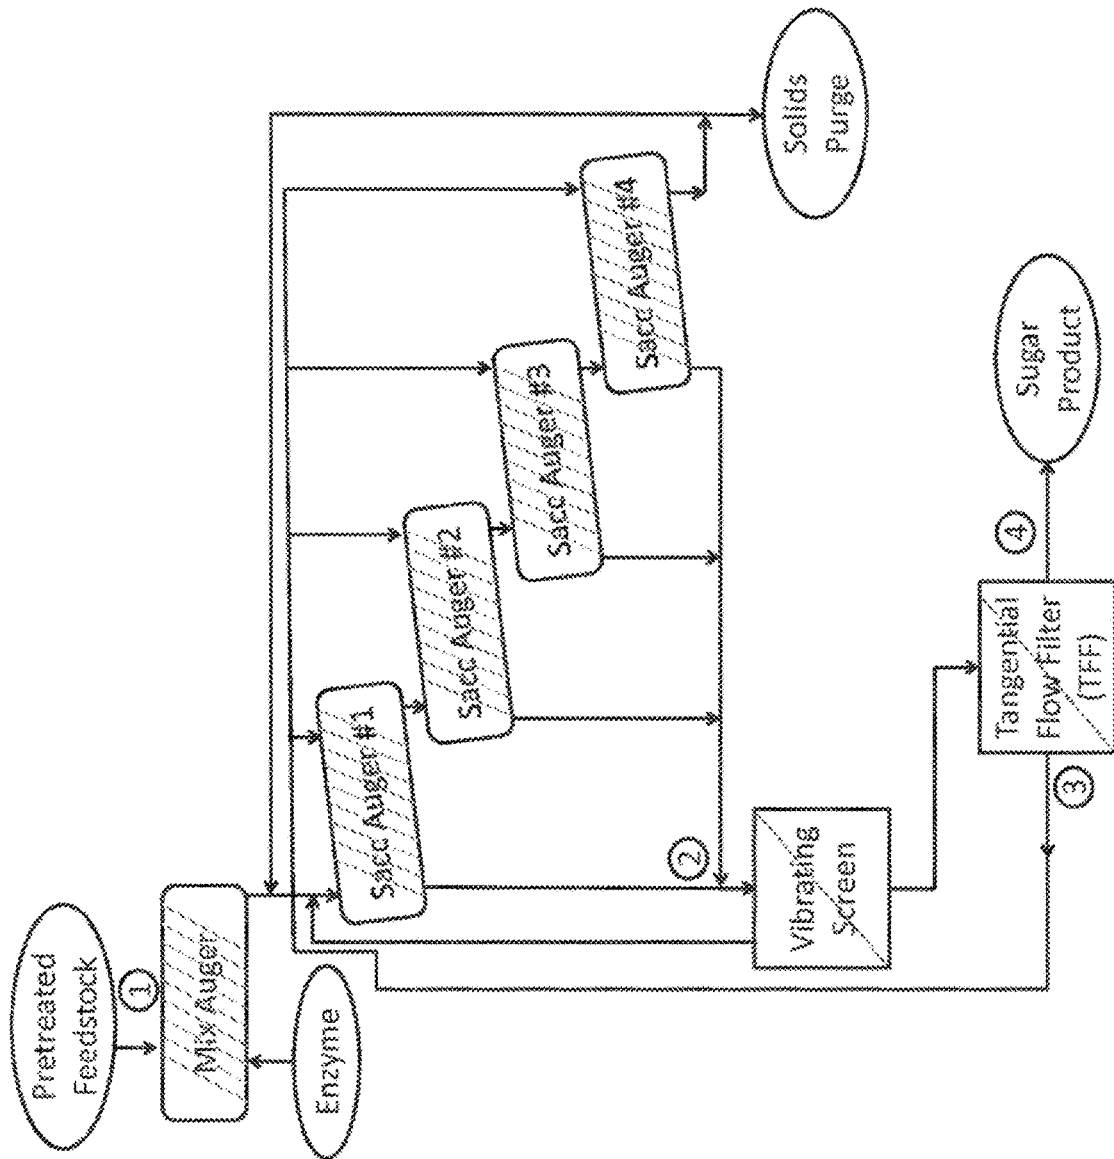 Pretreated
Feedstock
1
Mix Auger
Enzyme
Sacc Auger #1
Sacc Auger #2
Sacc Auger #3
Sacc Auger #4
Solids
Purge
2
Vibrating
Screen
3
Tangential
Flow Filter
(TFF)
4
Sugar
Product